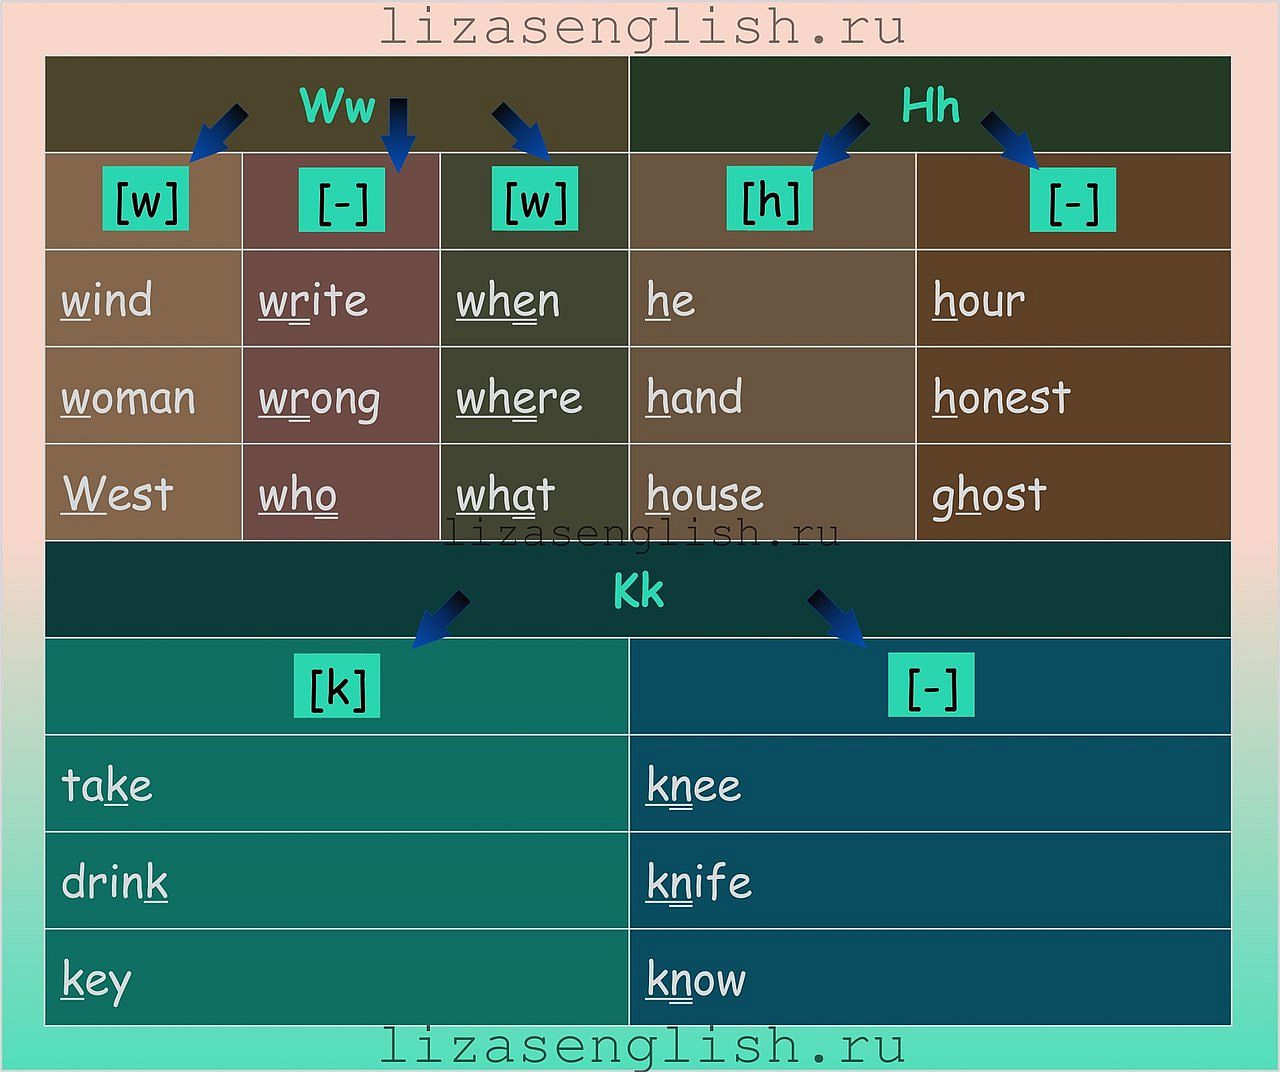 lizasenglish.ru
Ww Hh
[w] [-] [w] [h] [-]
wind write when he hour
woman wrong where hand honest
West who what house ghost
lizasenglish.ru
Kk
[k] [-]
take knee
drink knife
key know
lizasenglish.ru